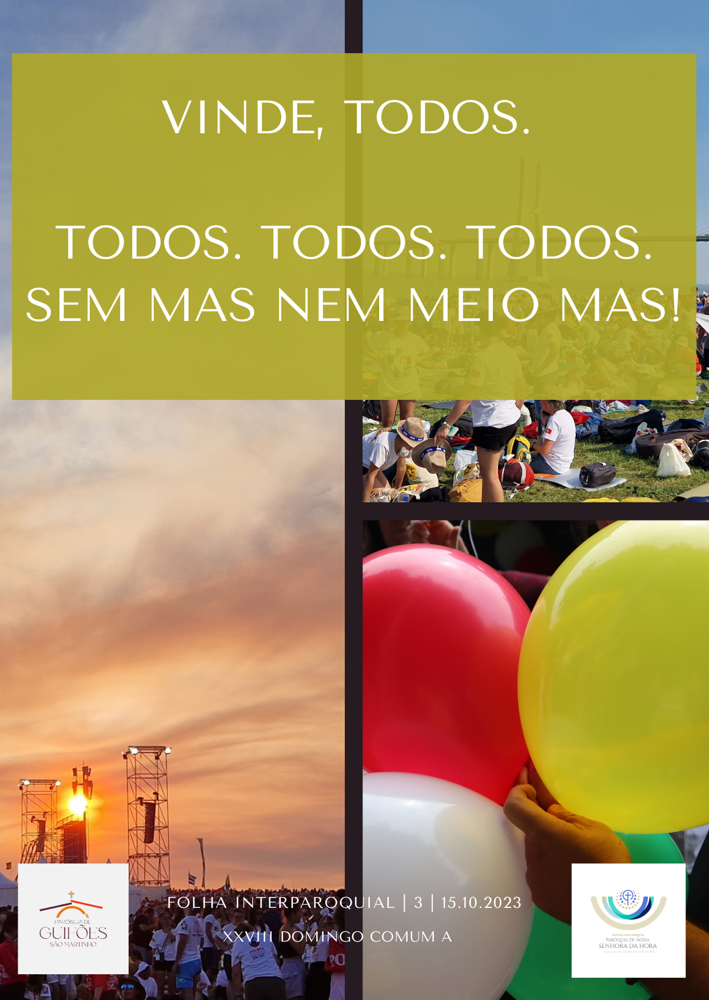 VINDE, TODOS.
TODOS. TODOS. TODOS.
SEM MAS NEM MEIO MAS!
FOLHA INTERPAROQUIAL | 3 | 15.10.2023
XXVIII DOMINGO COMUM A
PARÓQUIA DE
GUIFÕES
SÃO MARTINHO
Vamos com alegria.
PARÓQUIA DE NOSSA
SENHORA DA HORA
PO